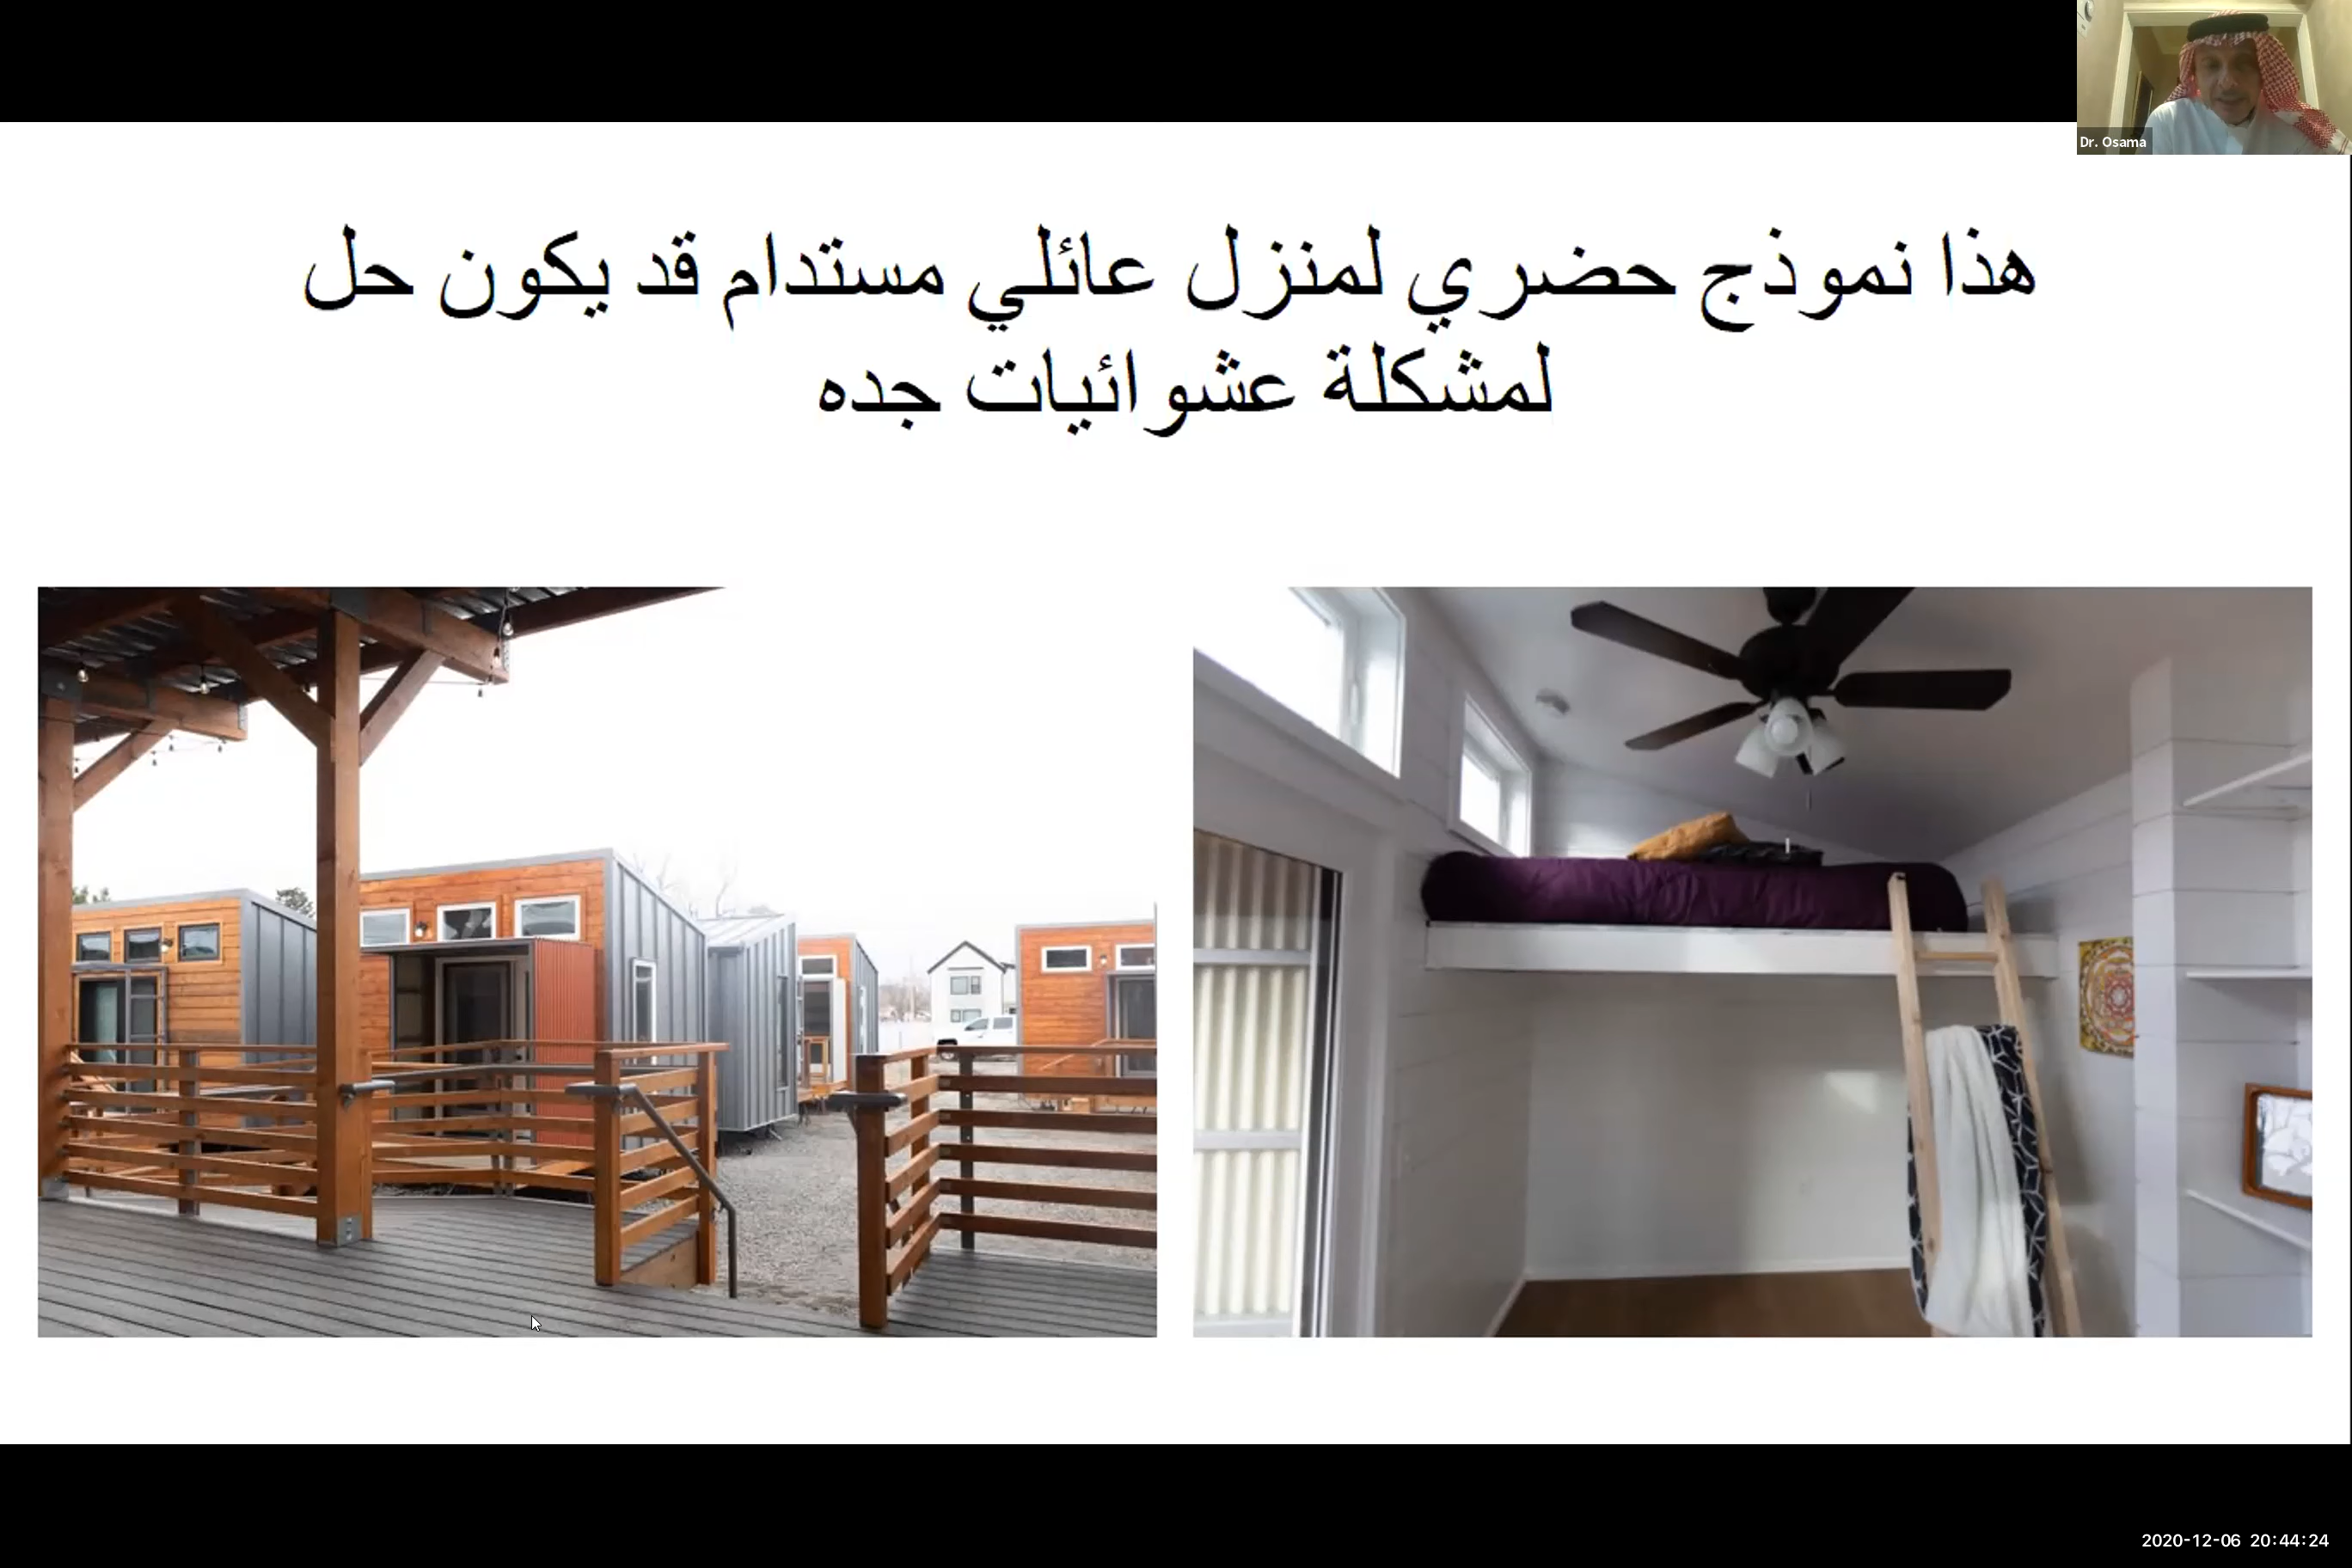 Dr. Osama
هذا نموذج حضري لمنزل عائلي مستدام قد يكون حل
لمشكلة عشوائيات جده
2020-12-06 20:44:24